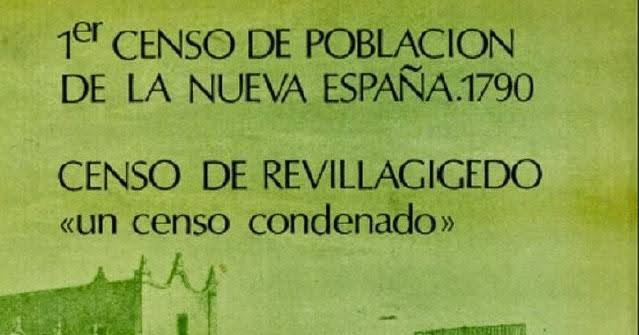 1er CENSO DE POBLACION
DE LA NUEVA ESPAÑA.1790
CENSO DE REVILLAGIGEDO
«un censo condenado»